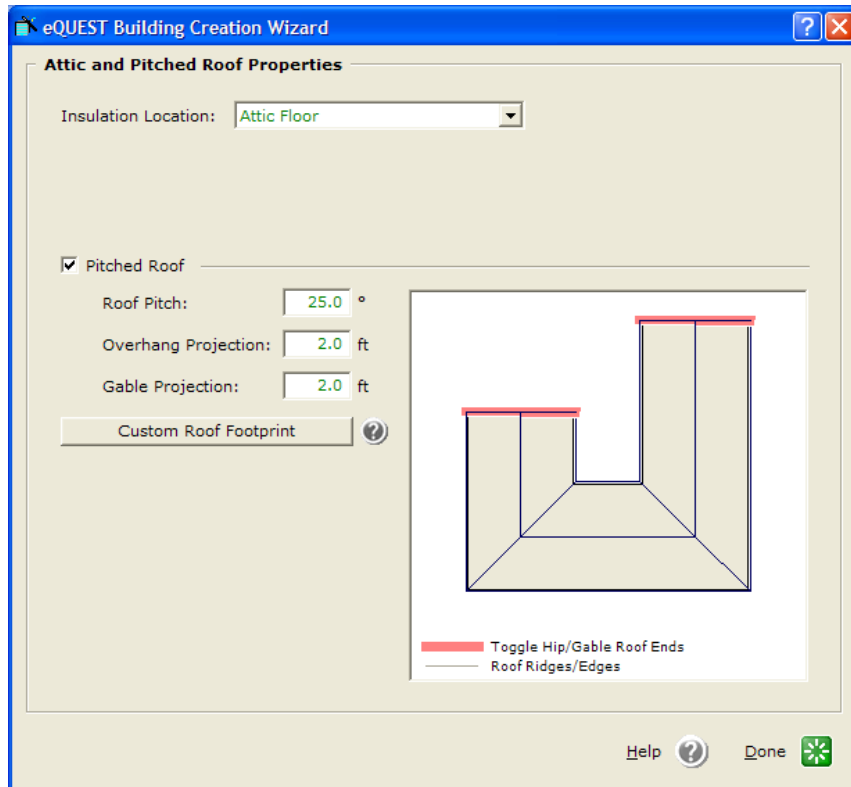 eQUEST Building Creation Wizard
Attic and Pitched Roof Properties
Insulation Location: Attic Floor
Pitched Roof
Roof Pitch: 25.0 °
Overhang Projection: 2.0 ft
Gable Projection: 2.0 ft
Custom Roof Footprint
Toggle Hip/Gable Roof Ends
Roof Ridges/Edges
Help Done